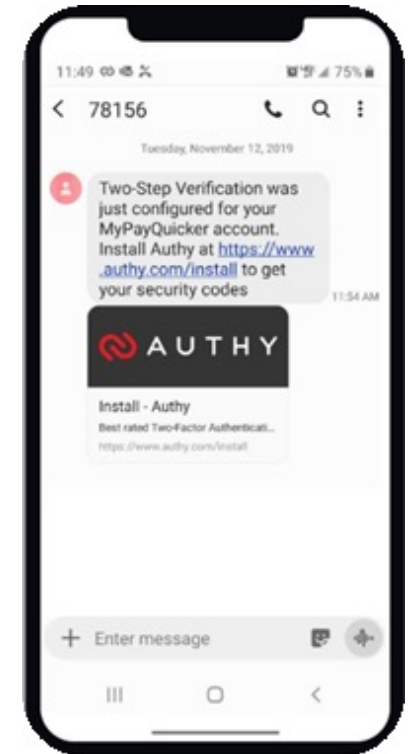 11:49 75%
78156
Tuesday, November 12, 2019
Two-Step Verification was
just configured for your
MyPayQuicker account.
Install Authy at https://www
.authy.com/install to get
your security codes
11:54 AM
AUTHY
Install - Authy
Best rated Two-Factor Authenticati...
https://www.authy.com/install
Enter message